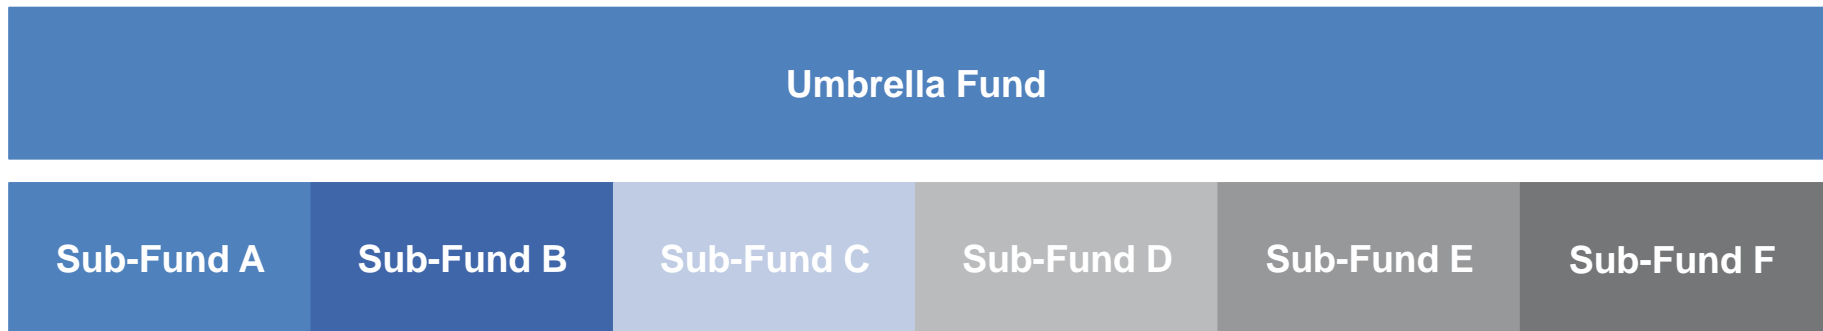 Umbrella Fund
Sub-Fund A
Sub-Fund B
Sub-Fund C
Sub-Fund D
Sub-Fund E
Sub-Fund F